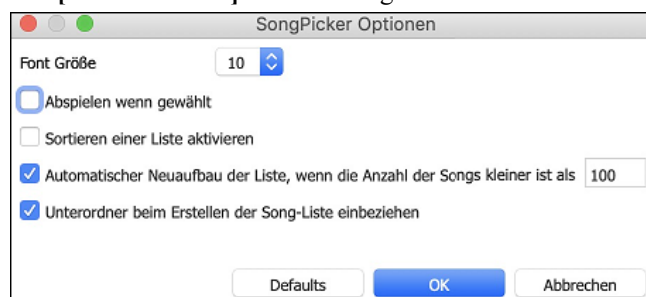 SongPicker Optionen
Font Größe 10
Abspielen wenn gewählt
Sortieren einer Liste aktivieren
Automatischer Neuaufbau der Liste, wenn die Anzahl der Songs kleiner ist als 100
Unterordner beim Erstellen der Song-Liste einbeziehen
Defaults OK Abbrechen